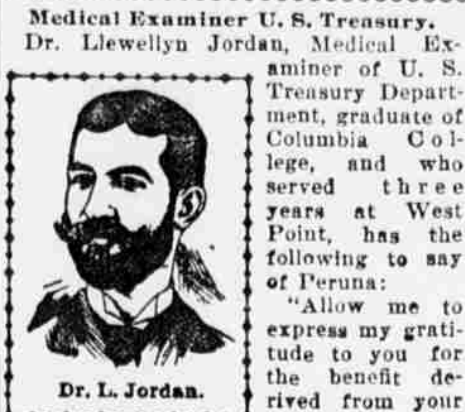 Medical Examiner U. S. Treasury.
Dr. Llewellyn Jordan, Medical Ex-
aminer of U. S.
Treasury Depart-
ment, graduate of
Columbia Col-
lege, and who
served three
years at West
Point, has the
following to say
of Peruna:
"Allow me to
express my grati-
tude to you for
the benefit de-
rived from your
Dr. L. Jordan.